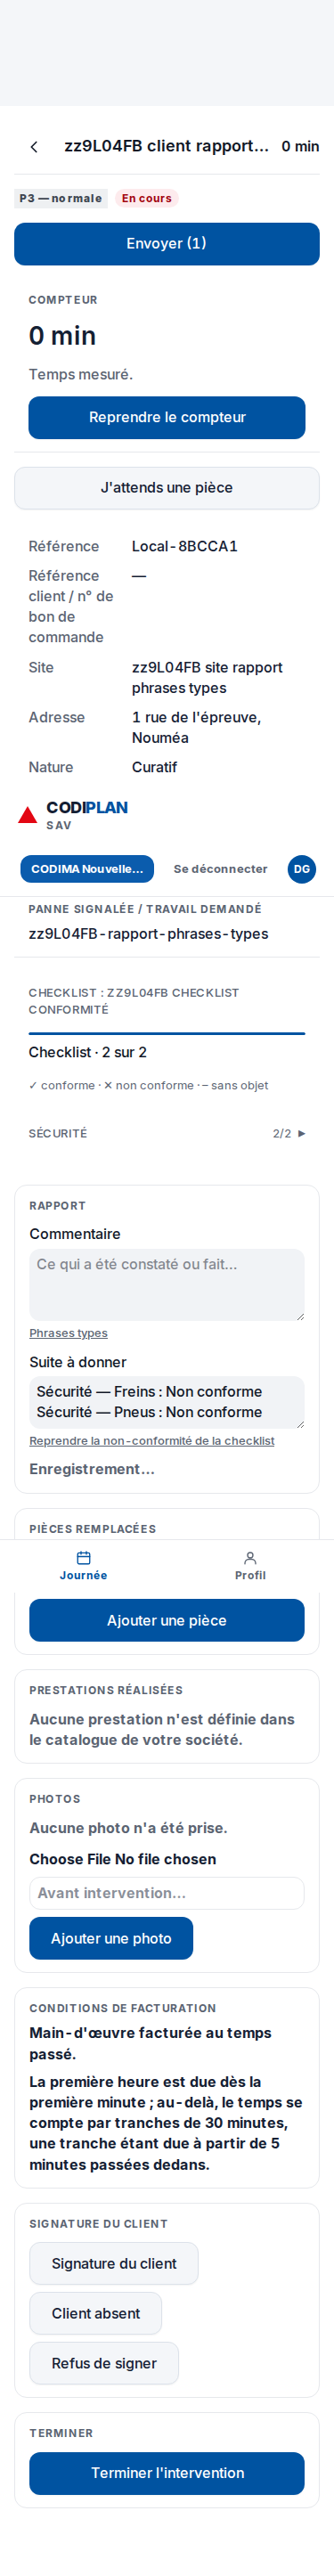 zz9L04FB client rapport… 0 min
P3 — normale En cours
Envoyer (1)
COMPTEUR
0 min
Temps mesuré.
Reprendre le compteur
J'attends une pièce
Référence Local-8BCCA1
Référence —
client / n° de
bon de
commande
Site zz9L04FB site rapport
phrases types
Adresse 1 rue de l'épreuve,
Nouméa
Nature Curatif
CODIPLAN
SAV
CODIMA Nouvelle… Se déconnecter DG
PANNE SIGNALÉE / TRAVAIL DEMANDÉ
zz9L04FB-rapport-phrases-types
CHECKLIST : ZZ9L04FB CHECKLIST
CONFORMITÉ
Checklist · 2 sur 2
✓ conforme · ✕ non conforme · – sans objet
SÉCURITÉ 2/2 ▸
RAPPORT
Commentaire
Ce qui a été constaté ou fait…
Phrases types
Suite à donner
Sécurité — Freins : Non conforme
Sécurité — Pneus : Non conforme
Reprendre la non-conformité de la checklist
Enregistrement…
PIÈCES REMPLACÉES
Journée Profil
Ajouter une pièce
PRESTATIONS RÉALISÉES
Aucune prestation n'est définie dans
le catalogue de votre société.
PHOTOS
Aucune photo n'a été prise.
Choose File No file chosen
Avant intervention…
Ajouter une photo
CONDITIONS DE FACTURATION
Main-d'œuvre facturée au temps
passé.
La première heure est due dès la
première minute ; au-delà, le temps se
compte par tranches de 30 minutes,
une tranche étant due à partir de 5
minutes passées dedans.
SIGNATURE DU CLIENT
Signature du client
Client absent
Refus de signer
TERMINER
Terminer l'intervention